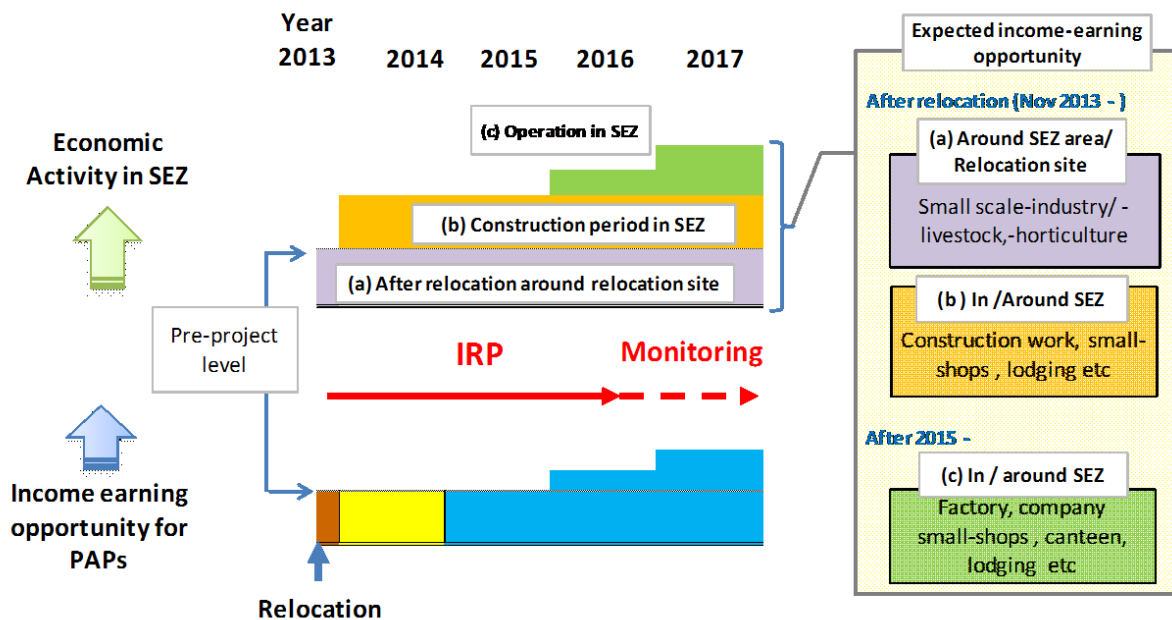 Year
2013
2014
2015
2016
2017
Economic
Activity in SEZ
(c) Operation in SEZ
(b) Construction period in SEZ
(a) After relocation around relocation site
Pre-project
level
IRP
Monitoring
Income earning
opportunity for
PAPs
Relocation
Expected income-earning
opportunity
After relocation (Nov 2013 - )
(a) Around SEZ area/
Relocation site
Small scale-industry/ -
livestock,-horticulture
(b ) In /Around SEZ
Construction work, small-
shops , lodging etc
After 2015 -
(c) In / around SEZ
Factory, company
small-shops , canteen,
lodging etc